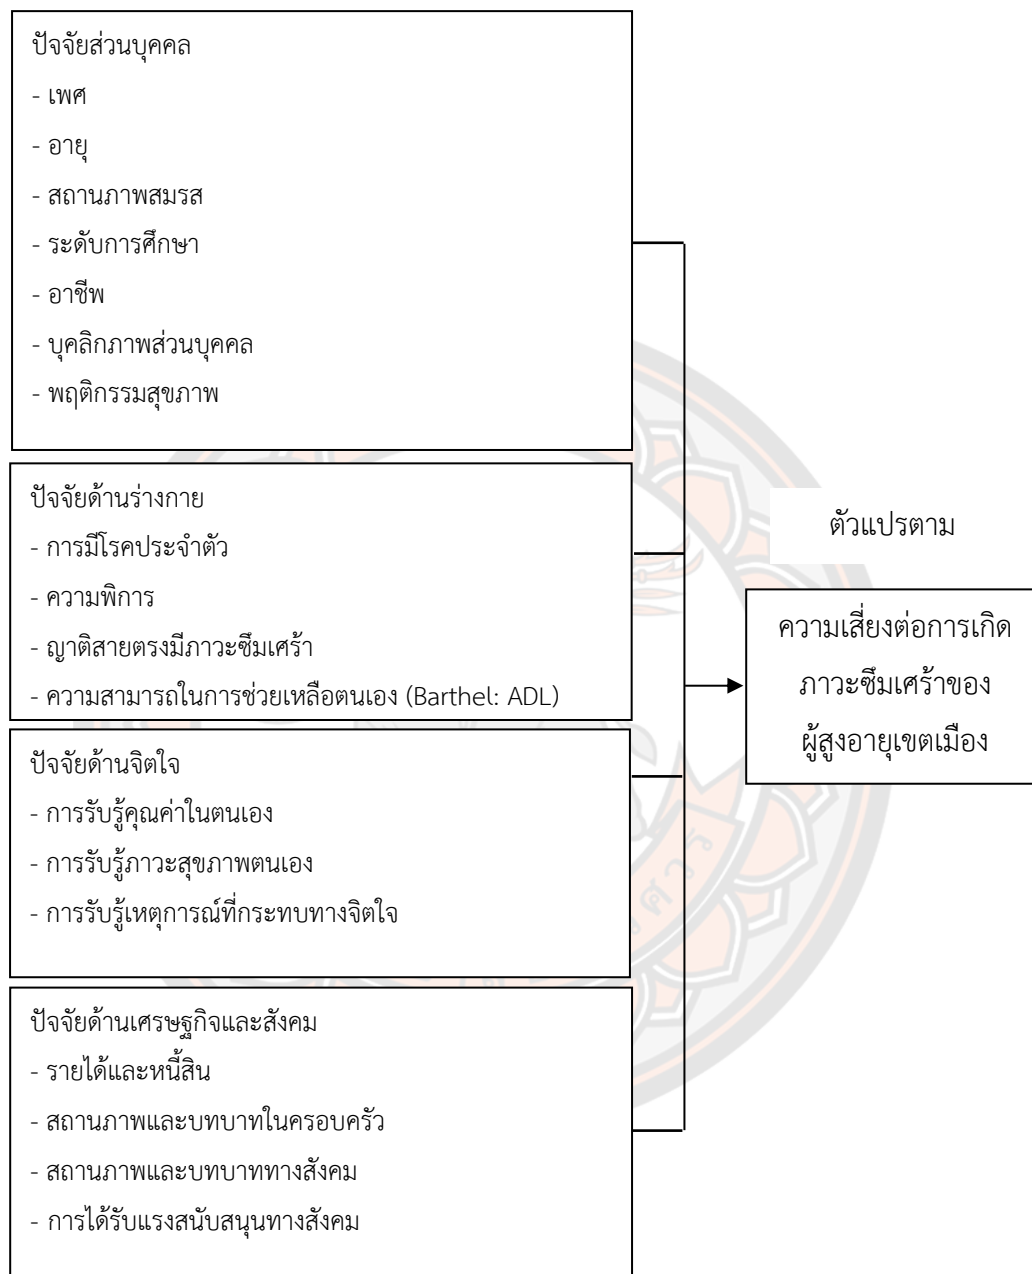 ปัจจัยส่วนบุคคล
- เพศ
- อายุ
- สถานภาพสมรส
- ระดับการศึกษา
- อาชีพ
- บุคลิกภาพส่วนบุคคล
- พฤติกรรมสุขภาพ
ปัจจัยด้านร่างกาย
- การมีโรคประจำตัว
- ความพิการ
- ญาติสายตรงมีภาวะซึมเศร้า
- ความสามารถในการช่วยเหลือตนเอง (Barthel: ADL)
ปัจจัยด้านจิตใจ
- การรับรู้คุณค่าในตนเอง
- การรับรู้ภาวะสุขภาพตนเอง
- การรับรู้เหตุการณ์ที่กระทบทางจิตใจ
ปัจจัยด้านเศรษฐกิจและสังคม
- รายได้และหนี้สิน
- สถานภาพและบทบาทในครอบครัว
- สถานภาพและบทบาททางสังคม
- การได้รับแรงสนับสนุนทางสังคม
ตัวแปรตาม
ความเสี่ยงต่อการเกิด
ภาวะซึมเศร้าของ
ผู้สูงอายุเขตเมือง